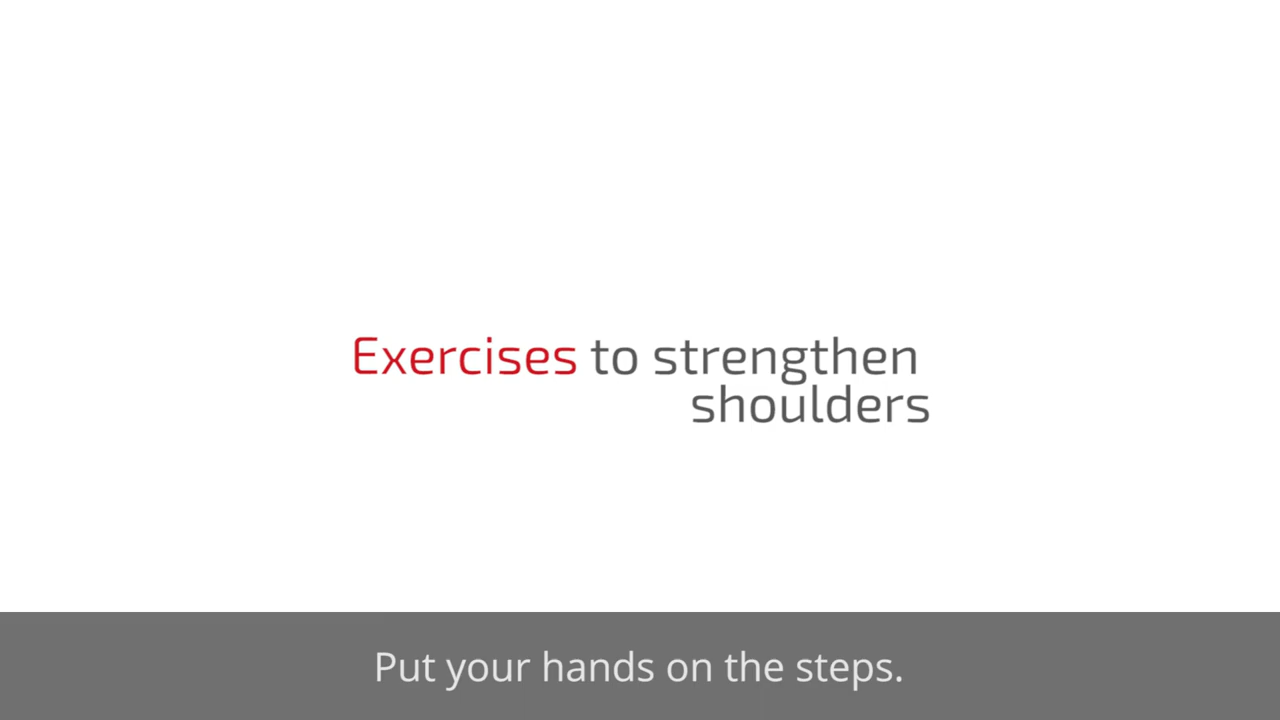 Exercises to strengthen
shoulders
Put your hands on the steps.